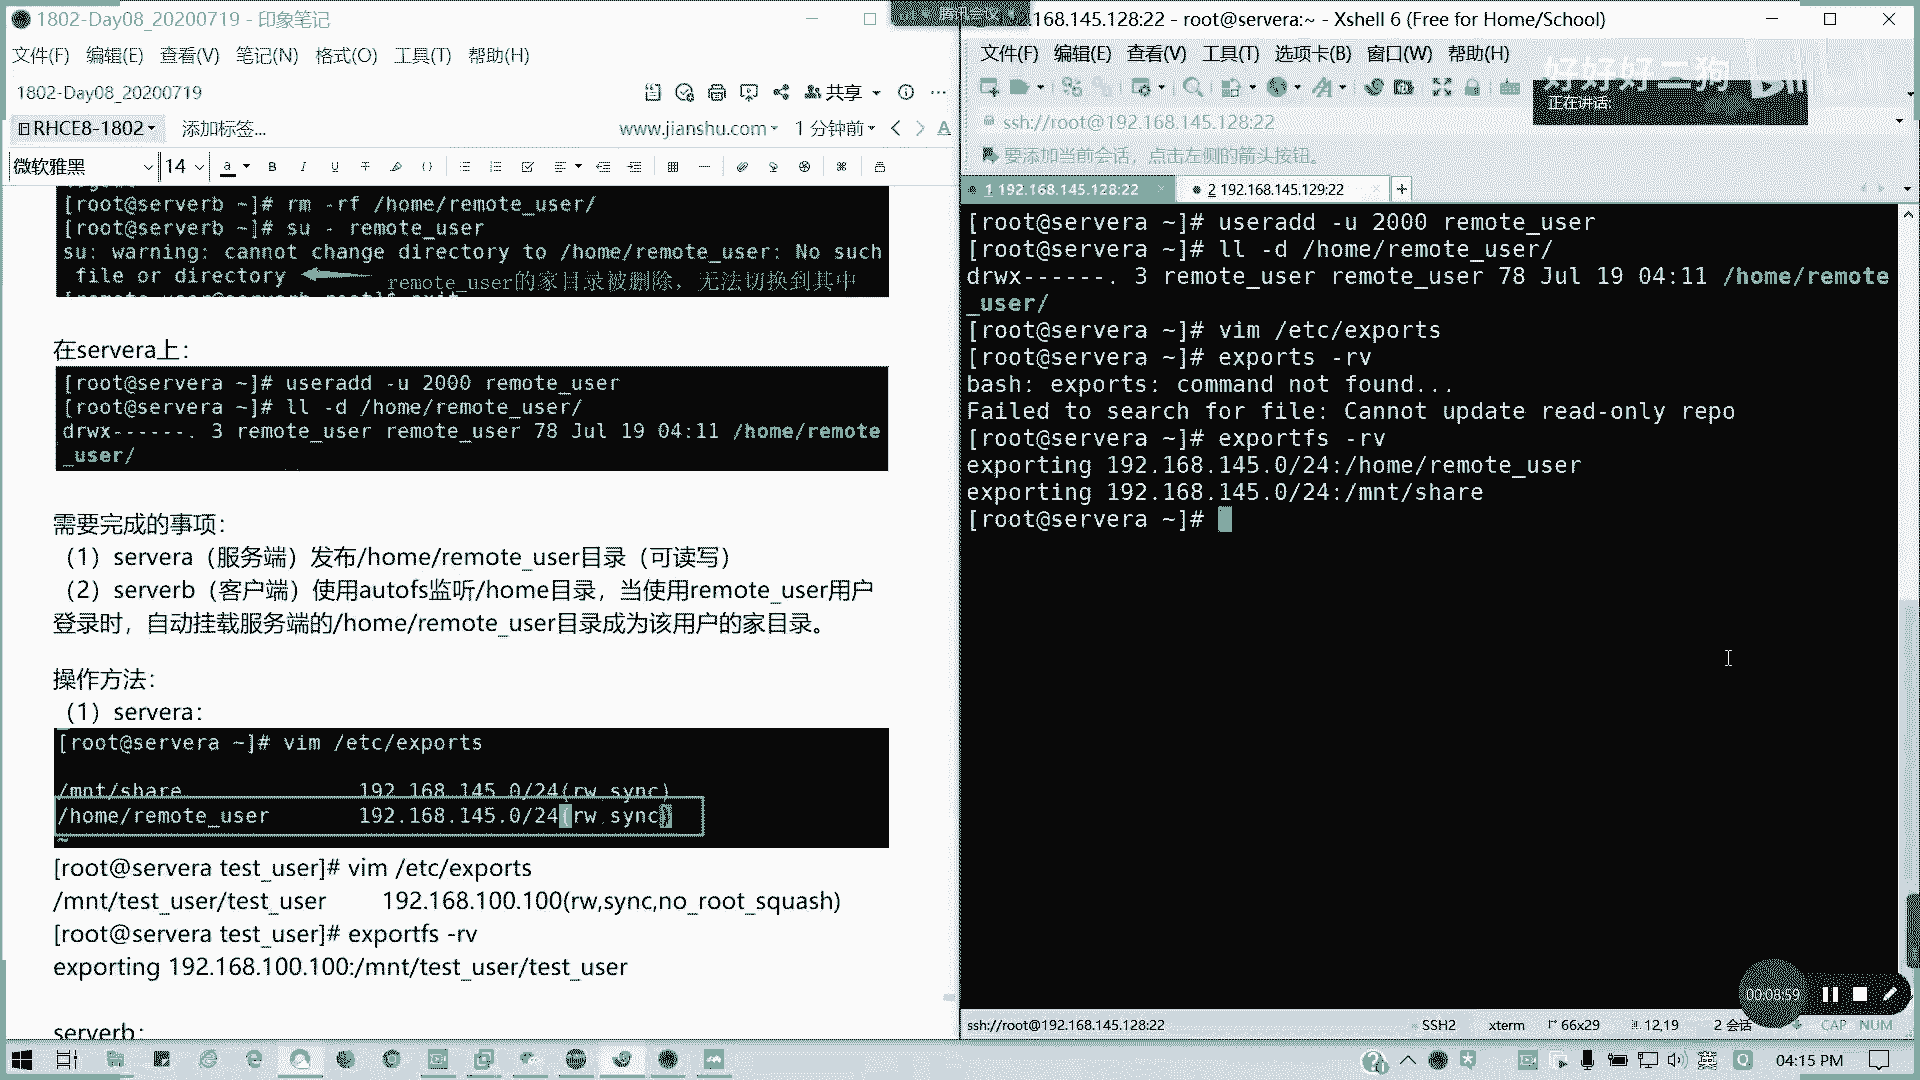 1802-Day08_20200719 - 印象笔记
文件(F) 编辑(E) 查看(V) 笔记(N) 格式(O) 工具(T) 帮助(H)
1802-Day08_20200719
共享
RHCE8-1802 添加标签... www.jianshu.com 1 分钟前
微软雅黑 14
[root@serverb ~]# rm -rf /home/remote_user/
[root@serverb ~]# su - remote_user
su: warning: cannot change directory to /home/remote_user: No such
file or directory remote_user的家目录被删除，无法切换到其中
在servera上：
[root@servera ~]# useradd -u 2000 remote_user
[root@servera ~]# ll -d /home/remote_user/
drwx------. 3 remote_user remote_user 78 Jul 19 04:11 /home/remote
_user/
需要完成的事项：
（1）servera（服务端）发布/home/remote_user目录（可读写）
（2）serverb（客户端）使用autofs监听/home目录，当使用remote_user用户
登录时，自动挂载服务端的/home/remote_user目录成为该用户的家目录。
操作方法：
（1）servera：
[root@servera ~]# vim /etc/exports
/mnt/share 192.168.145.0/24(rw,sync)
/home/remote_user 192.168.145.0/24(rw,sync)
~
[root@servera test_user]# vim /etc/exports
/mnt/test_user/test_user 192.168.100.100(rw,sync,no_root_squash)
[root@servera test_user]# exportfs -rv
exporting 192.168.100.100:/mnt/test_user/test_user
serverb：
腾讯会议
.168.145.128:22 - root@servera:~ - Xshell 6 (Free for Home/School)
文件(F) 编辑(E) 查看(V) 工具(T) 选项卡(B) 窗口(W) 帮助(H)
好好好二狗
正在讲话:
ssh://root@192.168.145.128:22
要添加当前会话，点击左侧的箭头按钮。
1 192.168.145.128:22 2 192.168.145.129:22 +
[root@servera ~]# useradd -u 2000 remote_user
[root@servera ~]# ll -d /home/remote_user/
drwx------. 3 remote_user remote_user 78 Jul 19 04:11 /home/remote
_user/
[root@servera ~]# vim /etc/exports
[root@servera ~]# exports -rv
bash: exports: command not found...
Failed to search for file: Cannot update read-only repo
[root@servera ~]# exportfs -rv
exporting 192.168.145.0/24:/home/remote_user
exporting 192.168.145.0/24:/mnt/share
[root@servera ~]#
00:08:59
ssh://root@192.168.145.128:22 SSH2 xterm 66x29 12,19 2 会话 CAP NUM
英 04:15 PM